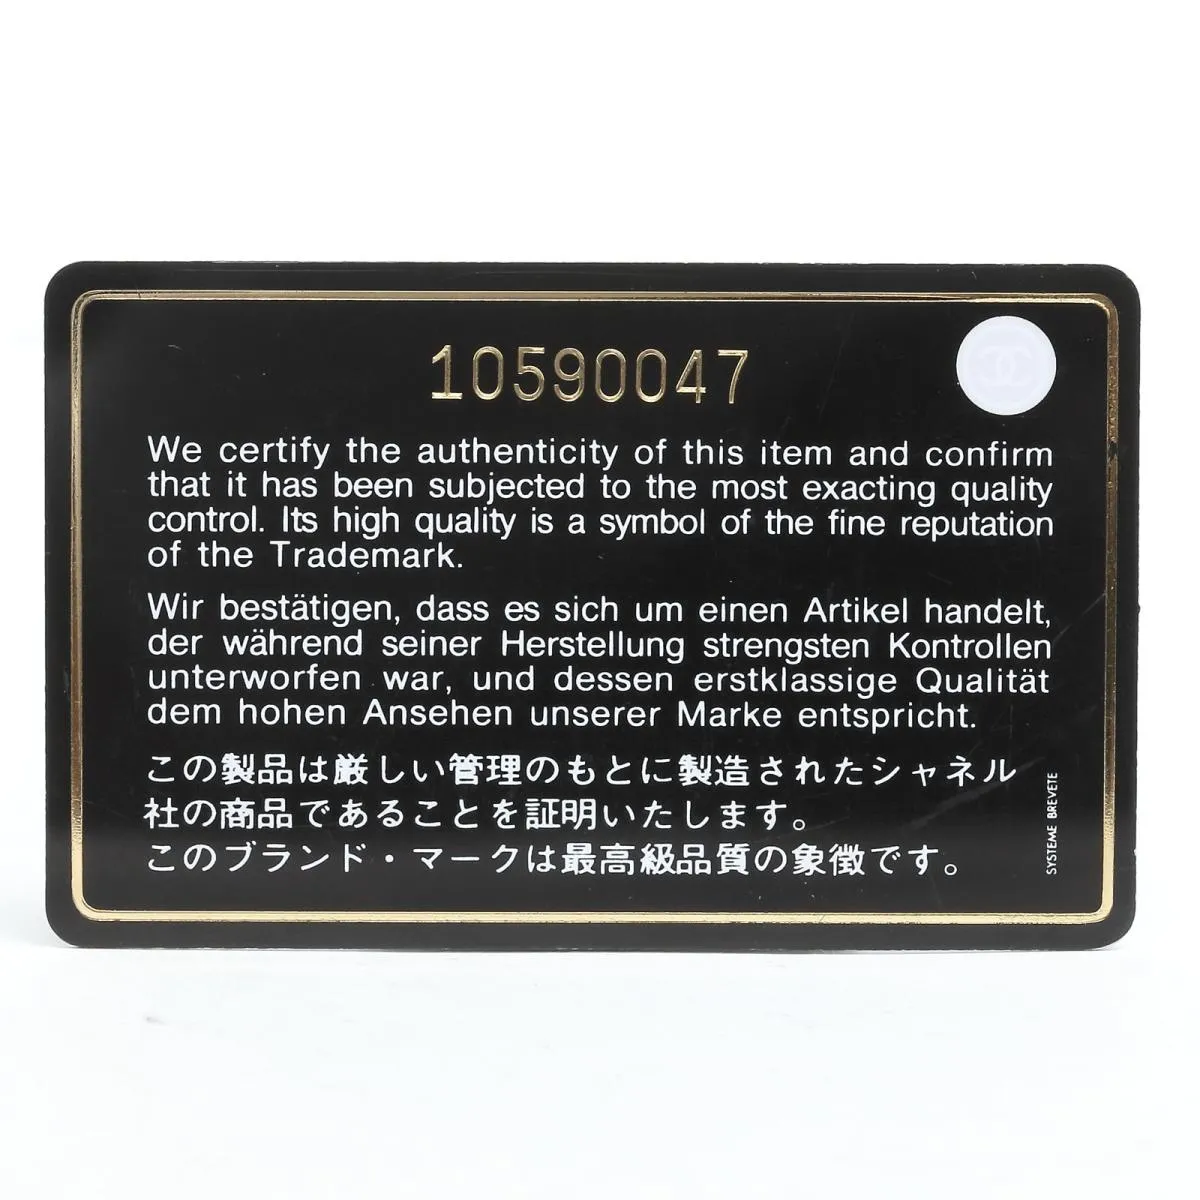 10590047
We certify the authenticity of this item and confirm
that it has been subjected to the most exacting quality
control. Its high quality is a symbol of the fine reputation
of the Trademark.
Wir bestätigen, dass es sich um einen Artikel handelt,
der während seiner Herstellung strengsten Kontrollen
unterworfen war, und dessen erstklassige Qualität
dem hohen Ansehen unserer Marke entspricht.
この製品は厳しい管理のもとに製造されたシャネル
社の商品であることを証明いたします。
このブランド・マークは最高級品質の象徴です。
SYSTEME BREVETE